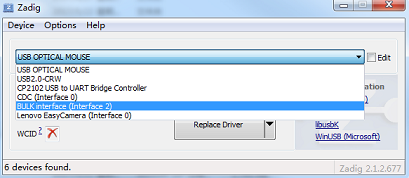 Zadig
Device Options Help
USB OPTICAL MOUSE
Edit
USB OPTICAL MOUSE
USB2.0-CRW
CP2102 USB to UART Bridge Controller
CDC (Interface 0)
BULK interface (Interface 2)
Lenovo EasyCamera (Interface 0)
WCID ?
Replace Driver
libusbK
WinUSB (Microsoft)
6 devices found.
Zadig 2.1.2.677